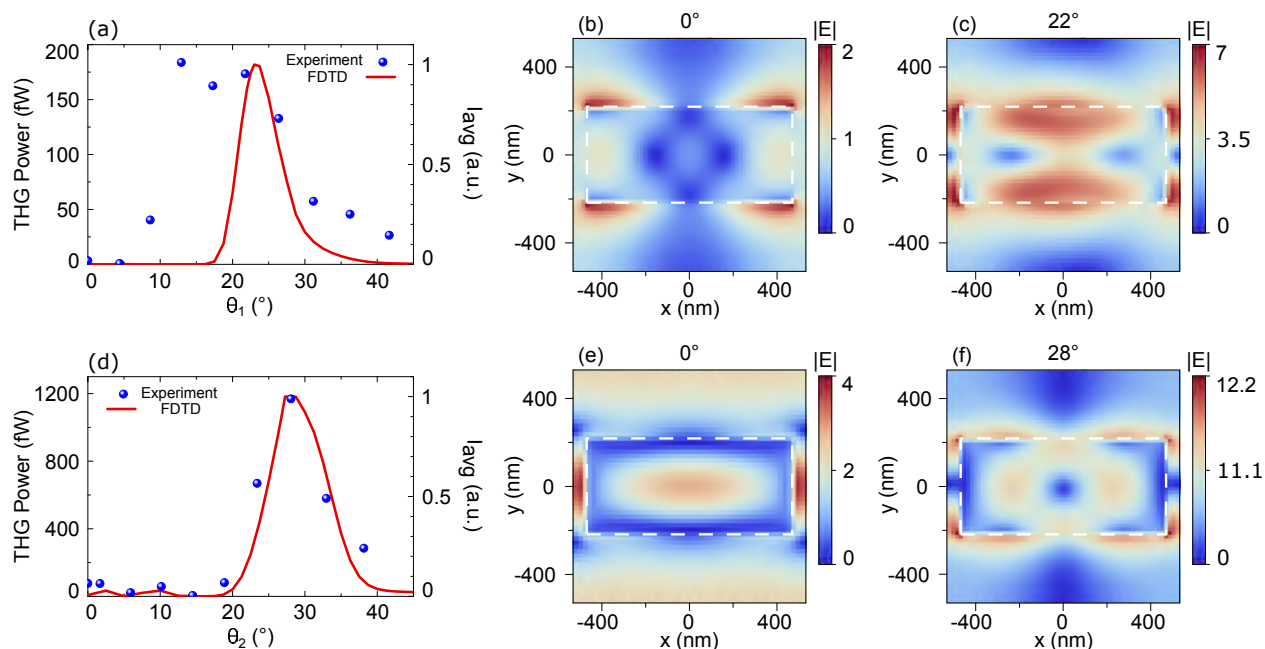 (a)
THG Power (fW)
200
150
100
50
0
Experiment
FDTD
1
0.5
0
Iavg (a.u.)
0 10 20 30 40
θ1 (°)
(b) 0° |E|
y (nm)
400
0
-400
-400 0 400
x (nm)
2
1
0
(c) 22° |E|
y (nm)
400
0
-400
-400 0 400
x (nm)
7
3.5
0
(d)
THG Power (fW)
1200
900
600
400
0
Experiment
FDTD
1
0.5
0
Iavg (a.u.)
0 10 20 30 40
θ2 (°)
(e) 0° |E|
y (nm)
400
0
-400
-400 0 400
x (nm)
4
2
0
(f) 28° |E|
y (nm)
400
0
-400
-400 0 400
x (nm)
12.2
11.1
0